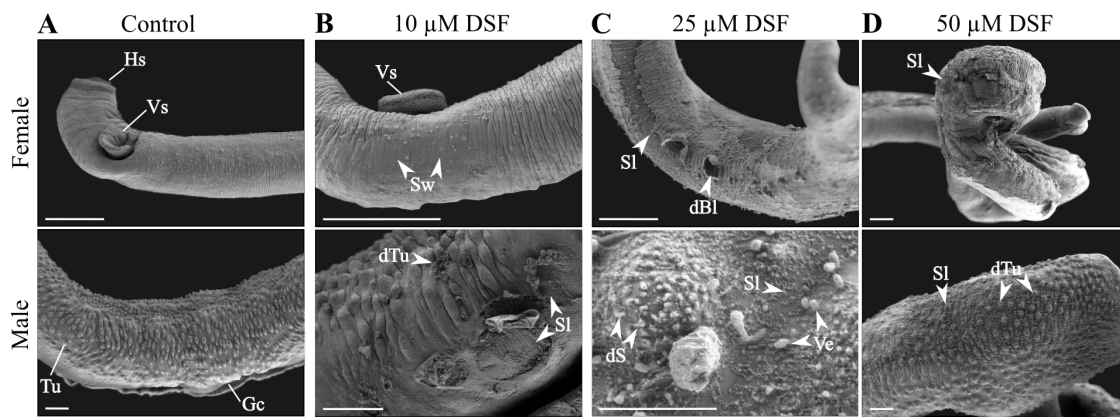 A Control
B 10 µM DSF
C 25 µM DSF
D 50 µM DSF
Female
Hs
Vs
Vs
Sw
Sl
dBl
Sl
Male
Tu
Gc
dTu
Sl
Sl
dS
Ve
Sl
dTu